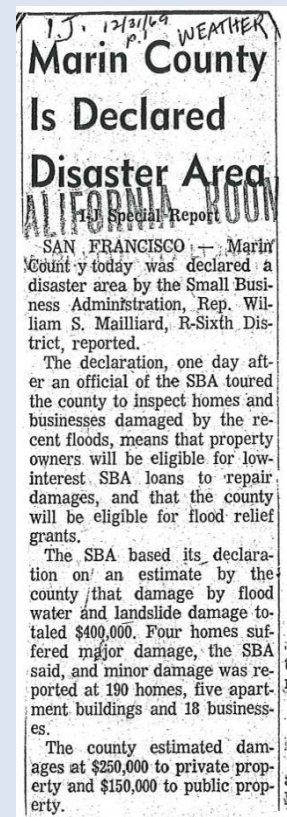 I.J. 12/31/69 WEATHER
p.1
Marin County
Is Declared
Disaster Area
ALIFORNIA ROOM
I-J Special Report
SAN FRANCISCO — Marin
Count y today was declared a
disaster area by the Small Busi-
ness Administration, Rep. Wil-
liam S. Mailliard, R-Sixth Dis-
trict, reported.
The declaration, one day aft-
er an official of the SBA toured
the county to inspect homes and
businesses damaged by the re-
cent floods, means that property
owners will be eligible for low-
interest SBA loans to repair
damages, and that the county
will be eligible for flood relief
grants.
The SBA based its declara-
tion on an estimate by the
county that damage by flood
water and landslide damage to-
taled $400,000. Four homes suf-
fered major damage, the SBA
said, and minor damage was re-
ported at 190 homes, five apart-
ment buildings and 18 business-
es.
The county estimated dam-
ages at $250,000 to private prop-
erty and $150,000 to public prop-
erty.